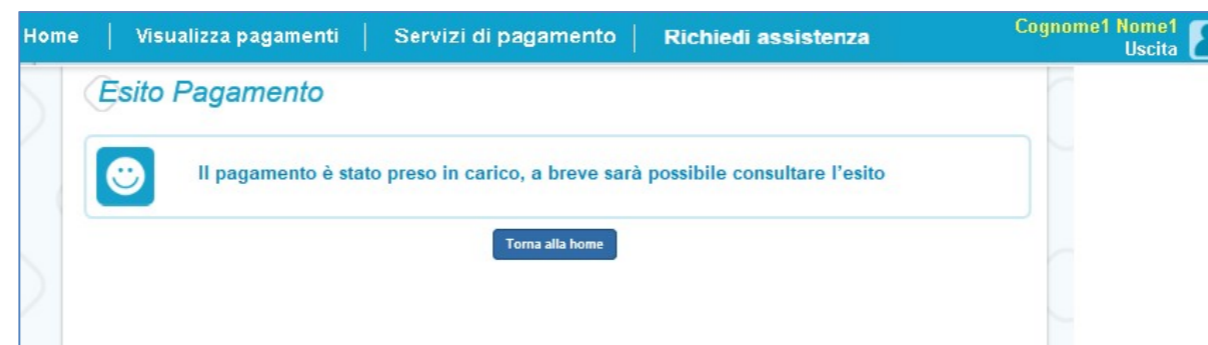 Home | Visualizza pagamenti | Servizi di pagamento | Richiedi assistenza
Cognome1 Nome1
Uscita
Esito Pagamento
Il pagamento è stato preso in carico, a breve sarà possibile consultare l'esito
Torna alla home